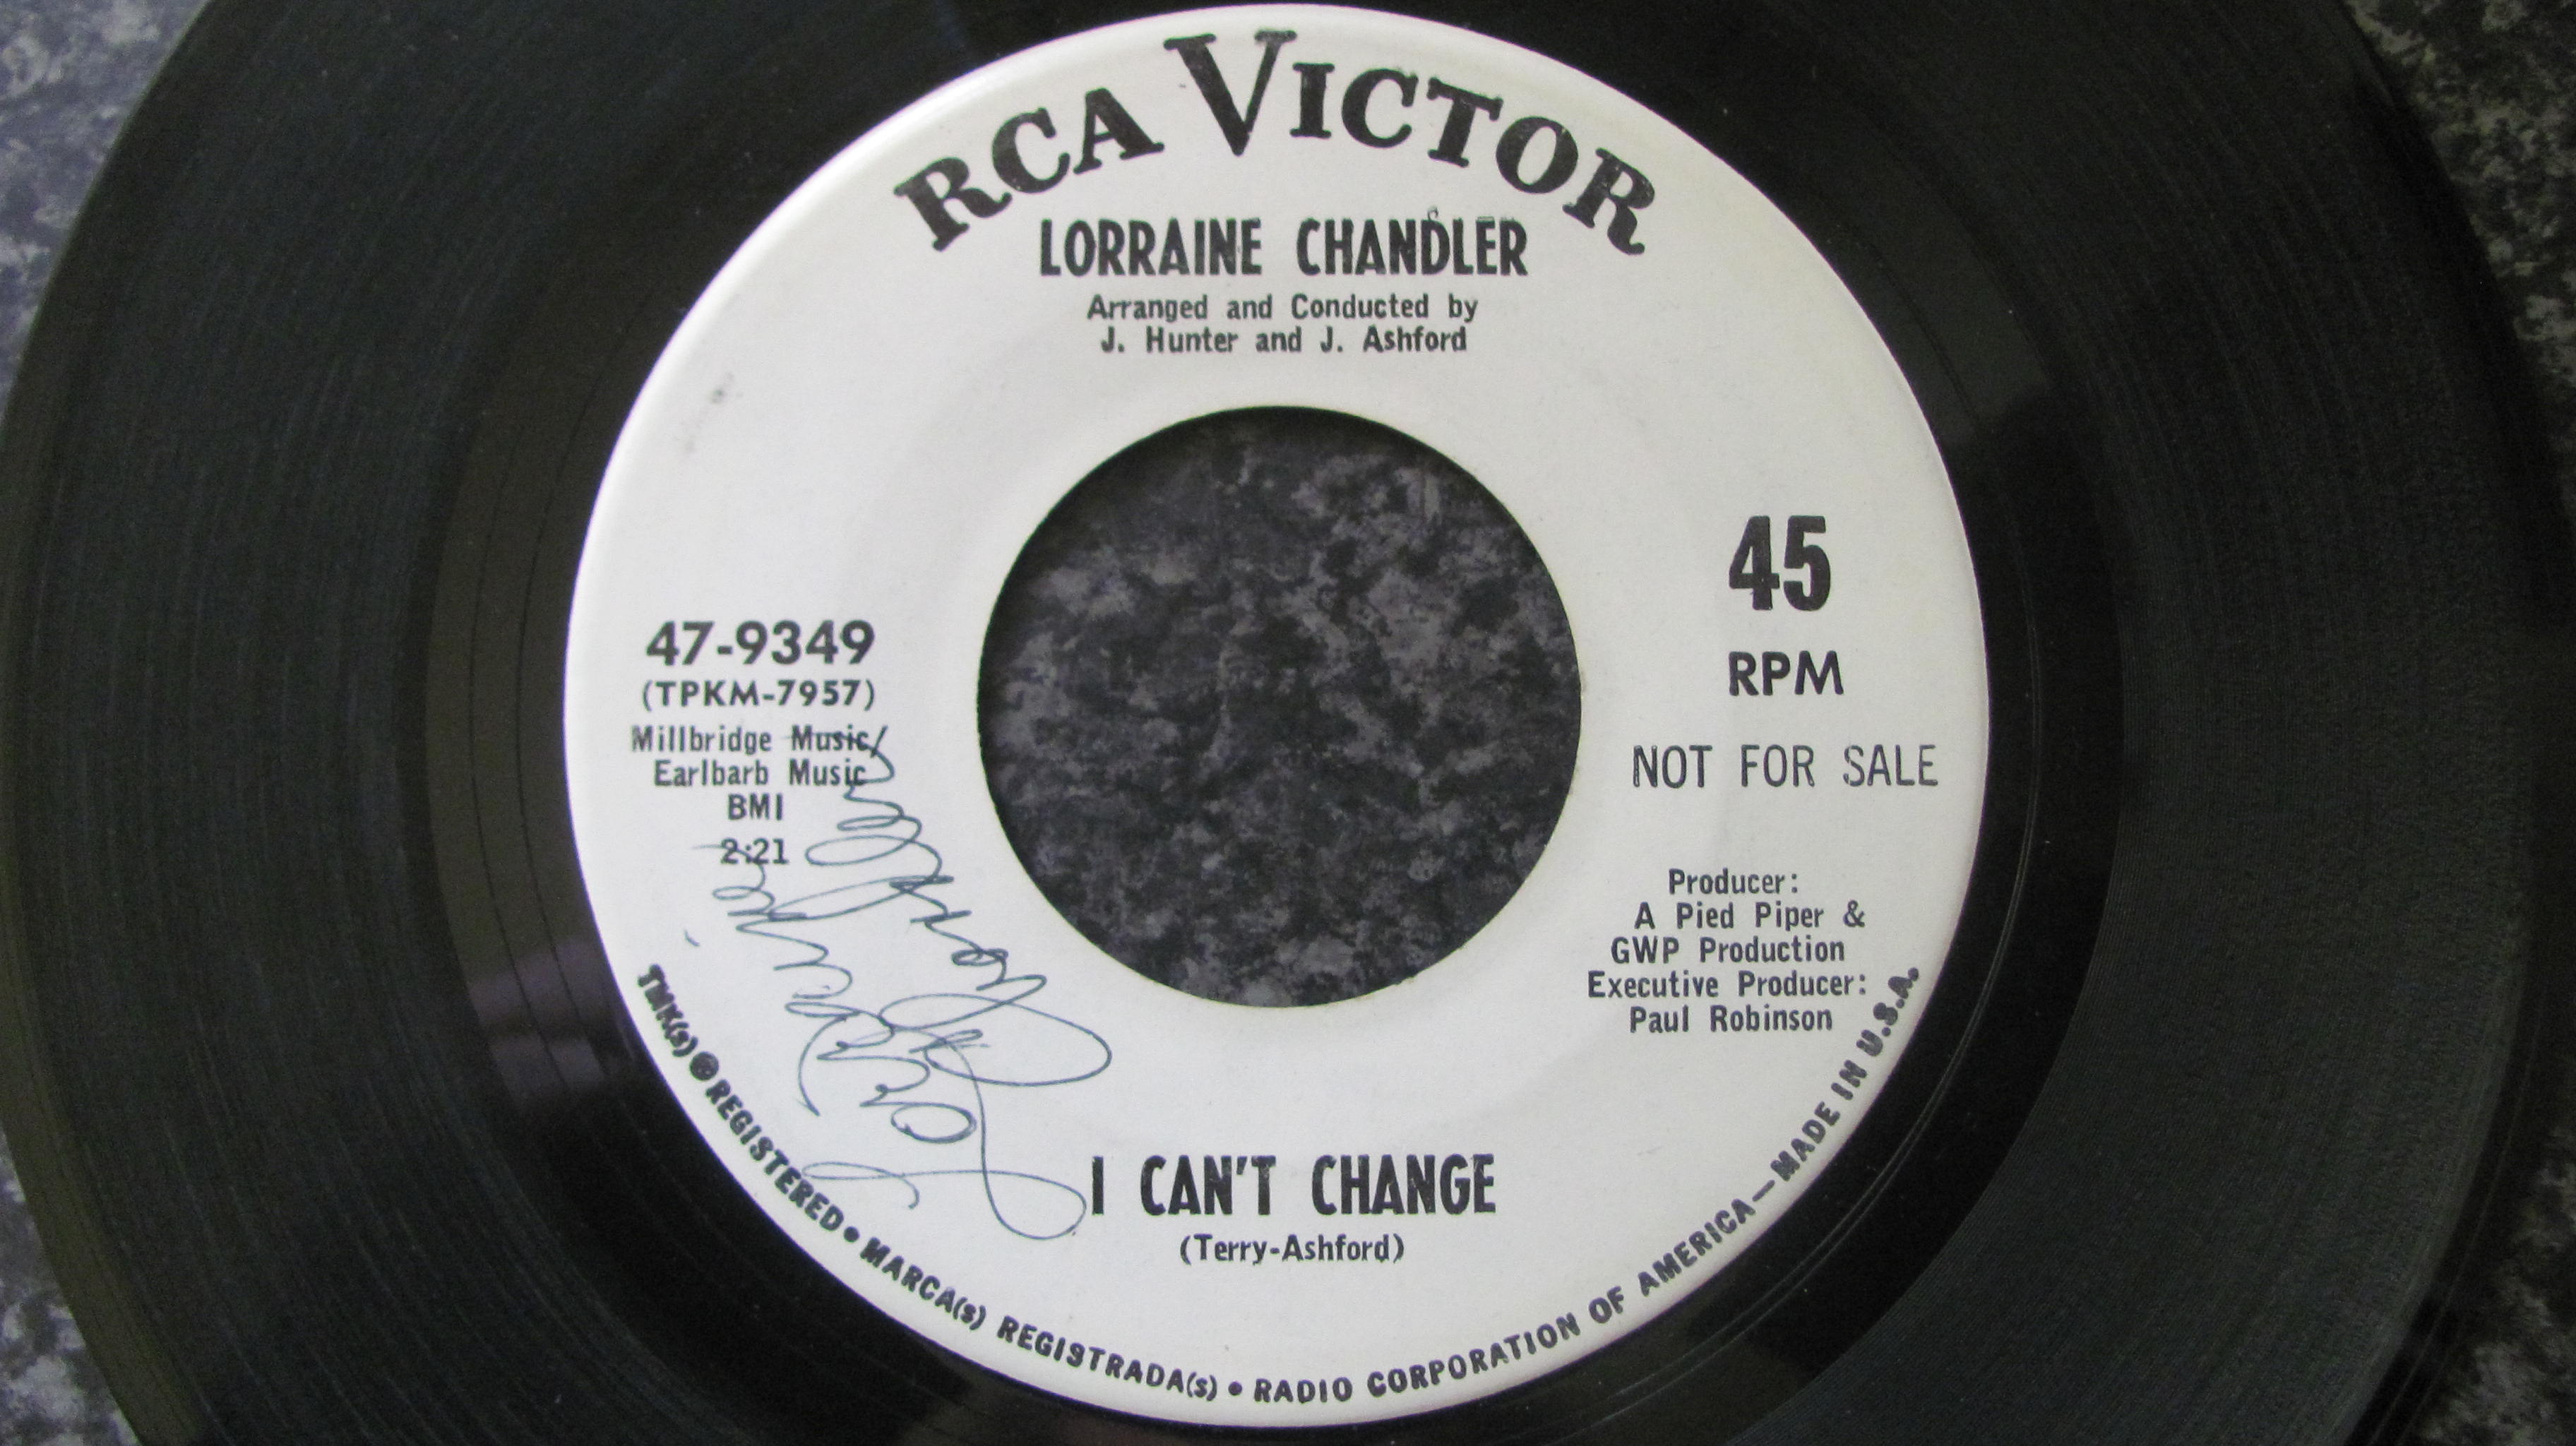 RCA VICTOR
LORRAINE CHANDLER
Arranged and Conducted by
J. Hunter and J. Ashford
45
RPM
NOT FOR SALE
47-9349
(TPKM-7957)
Millbridge Music/
Earlbarb Music
BMI
2:21
Producer:
A Pied Piper &
GWP Production
Executive Producer:
Paul Robinson
Lorraine
Chandler
I CAN'T CHANGE
(Terry-Ashford)
TMK(s) ® REGISTERED • MARCA(s) REGISTRADA(s) • RADIO CORPORATION OF AMERICA—MADE IN U.S.A.